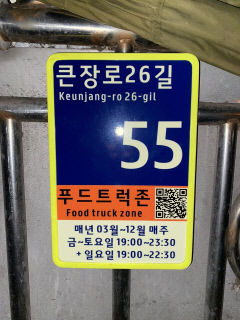 큰장로26길
Keunjang-ro 26-gil
55
푸드트럭존
Food truck zone
매년 03월~12월 매주
금~토요일 19:00~23:30
+ 일요일 19:00~22:30